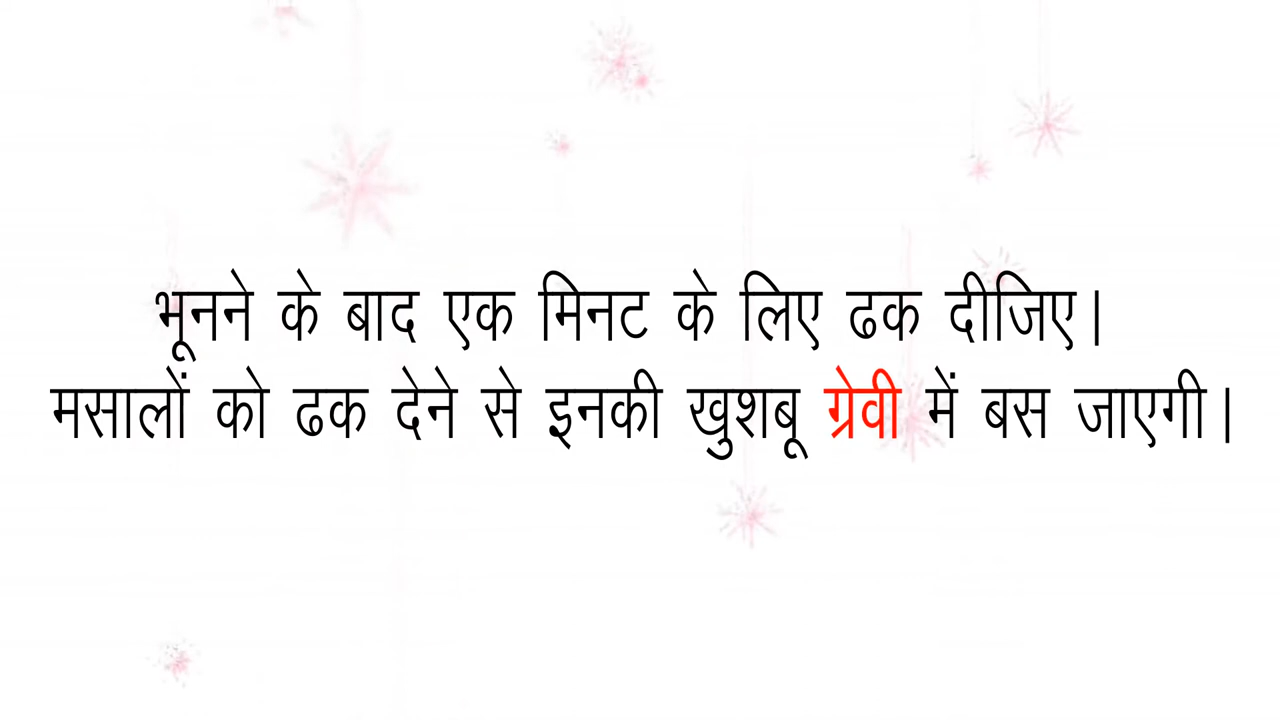 भूनने के बाद एक मिनट के लिए ढक दीजिए।
मसालों को ढक देने से इनकी खुशबू ग्रेवी में बस जाएगी।